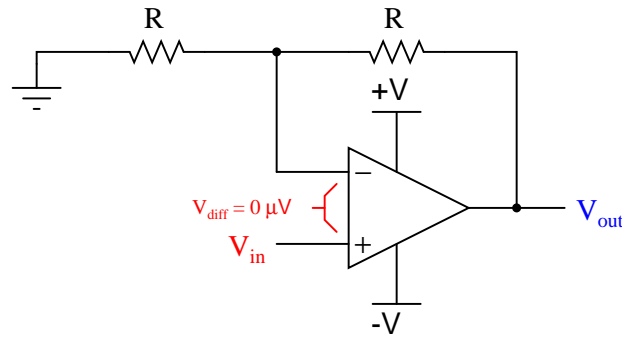 R
R
+V
−
V_diff = 0 μV
V_out
V_in
+
-V